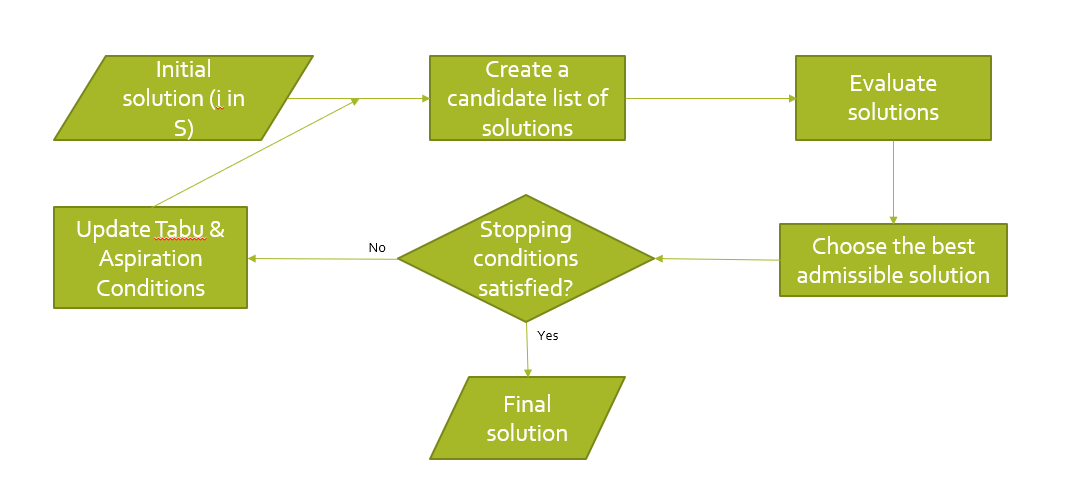 Initial
solution (i in
S)
Create a
candidate list of
solutions
Evaluate
solutions
Choose the best
admissible solution
Stopping
conditions
satisfied?
No
Update Tabu &
Aspiration
Conditions
Yes
Final
solution